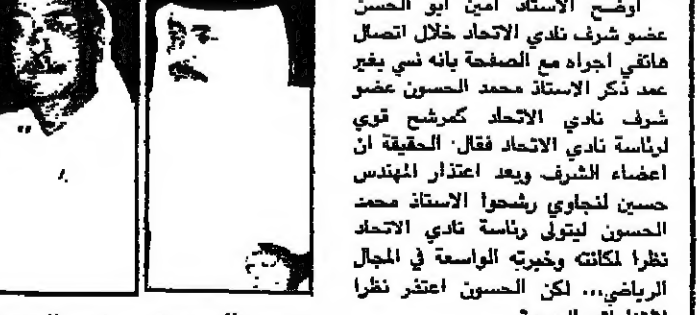 اوضح الاستاذ امين ابو الحسن
عضو شرف نادي الاتحاد خلال اتصال
هاتفي اجراه مع الصفحة بانه نسي بغير
عمد ذكر الاستاذ محمد الحسون عضو
شرف نادي الاتحاد كمرشح قوي
لرئاسة نادي الاتحاد فقال: الحقيقة ان
اعضاء الشرف وبعد اعتذار المهندس
حسين لنجاوي رشحوا الاستاذ محمد
الحسون ليتولى رئاسة نادي الاتحاد
نظرا لمكانته وخبرته الواسعة في المجال
الرياضي... لكن الحسون اعتذر نظرا